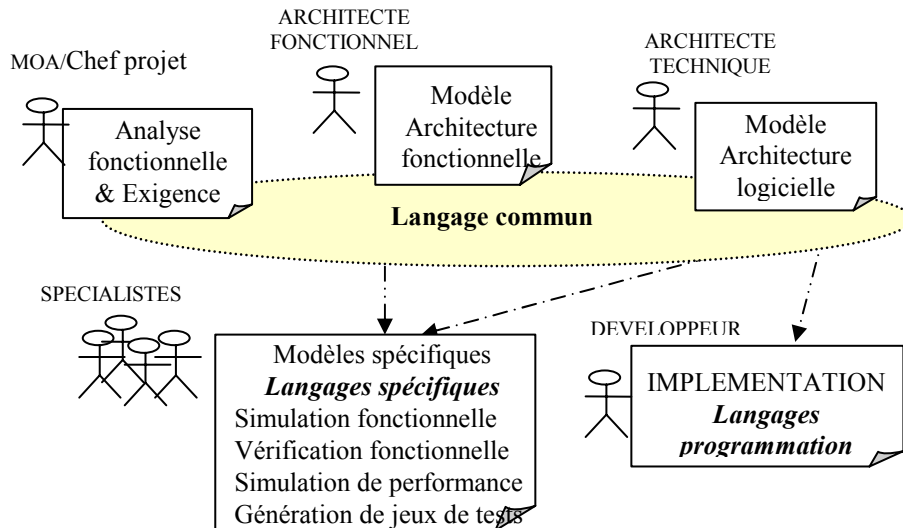 ARCHITECTE
FONCTIONNEL
MOA/Chef projet
ARCHITECTE
TECHNIQUE
Analyse
fonctionnelle
& Exigence
Modèle
Architecture
fonctionnelle
Modèle
Architecture
logicielle
Langage commun
SPECIALISTES
Modèles spécifiques
Langages spécifiques
Simulation fonctionnelle
Vérification fonctionnelle
Simulation de performance
Génération de jeux de tests
DEVELOPPEUR
IMPLEMENTATION
Langages
programmation